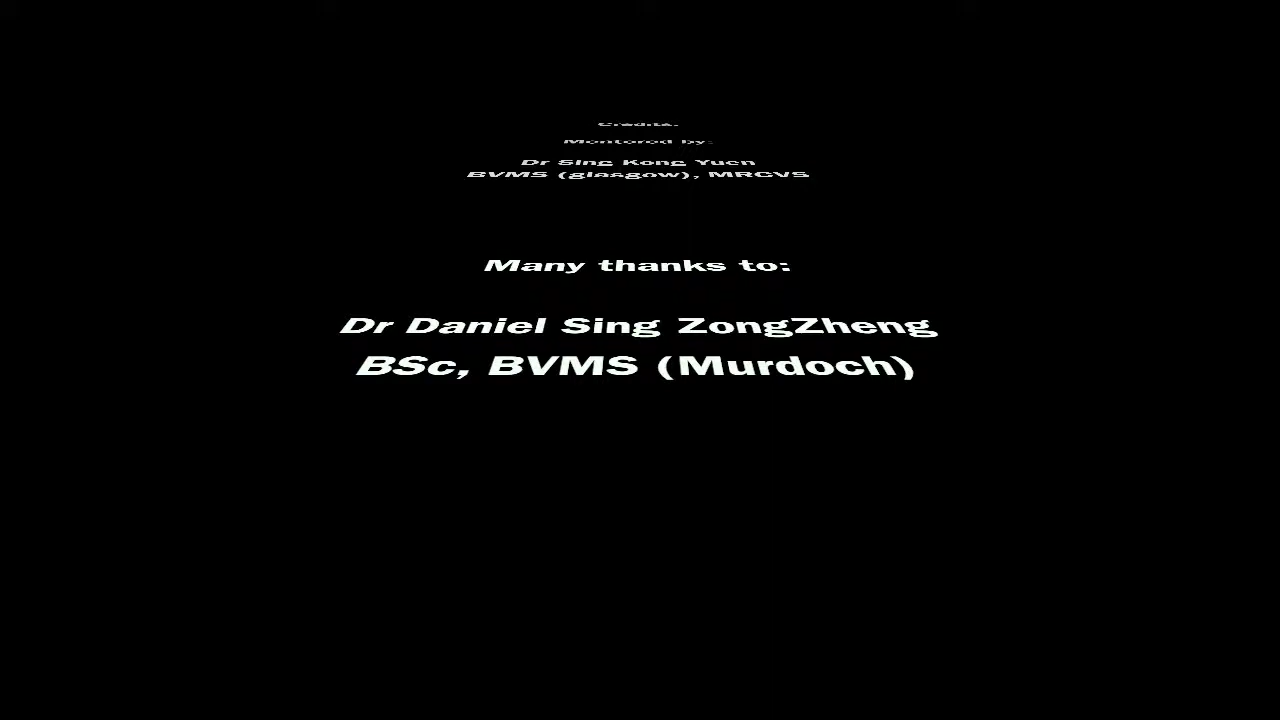 Credits:
Mentored by:
Dr Sing Kong Yuen
BVMS (glasgow), MRCVS
Many thanks to:
Dr Daniel Sing ZongZheng
BSc, BVMS (Murdoch)